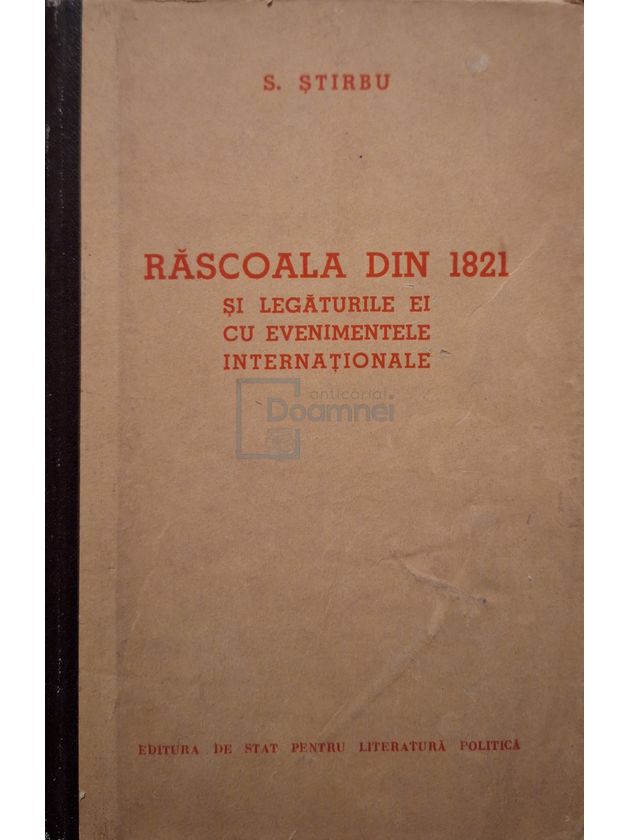 S. ȘTIRBU
RĂSCOALA DIN 1821
ȘI LEGĂTURILE EI
CU EVENIMENTELE
INTERNAȚIONALE
anticariat
Doamnei
EDITURA DE STAT PENTRU LITERATURĂ POLITICĂ